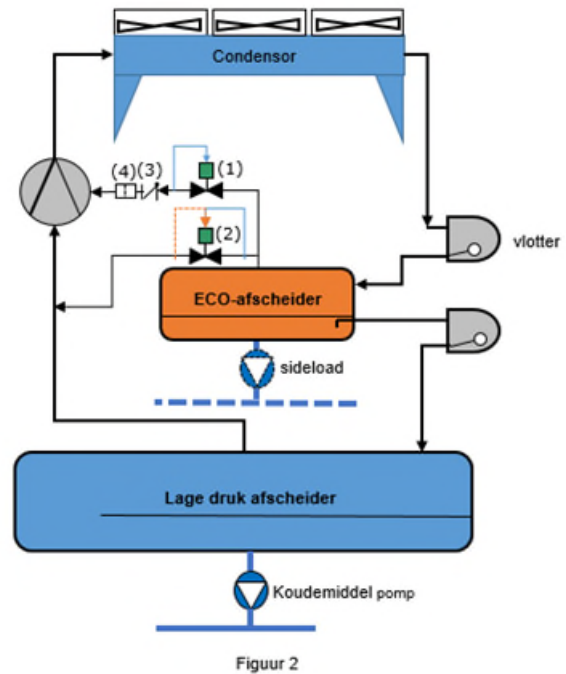 Condensor
(4)
(3)
(1)
(2)
vlotter
ECO-afscheider
sideload
Lage druk afscheider
Koudemiddel pomp
Figuur 2